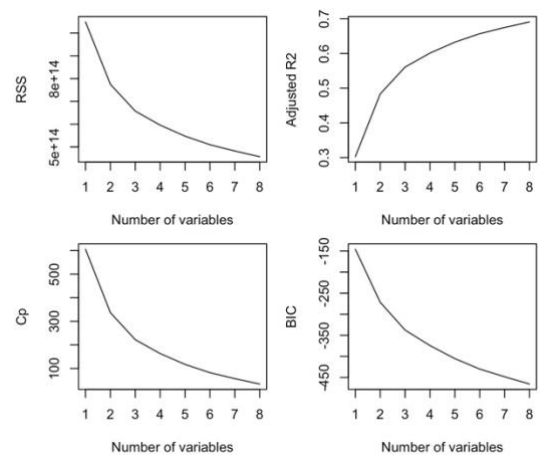 RSS
8e+14
5e+14
1 2 3 4 5 6 7 8
Number of variables
Adjusted R2
0.7
0.6
0.5
0.4
0.3
1 2 3 4 5 6 7 8
Number of variables
Cp
500
300
100
1 2 3 4 5 6 7 8
Number of variables
BIC
-150
-250
-350
-450
1 2 3 4 5 6 7 8
Number of variables